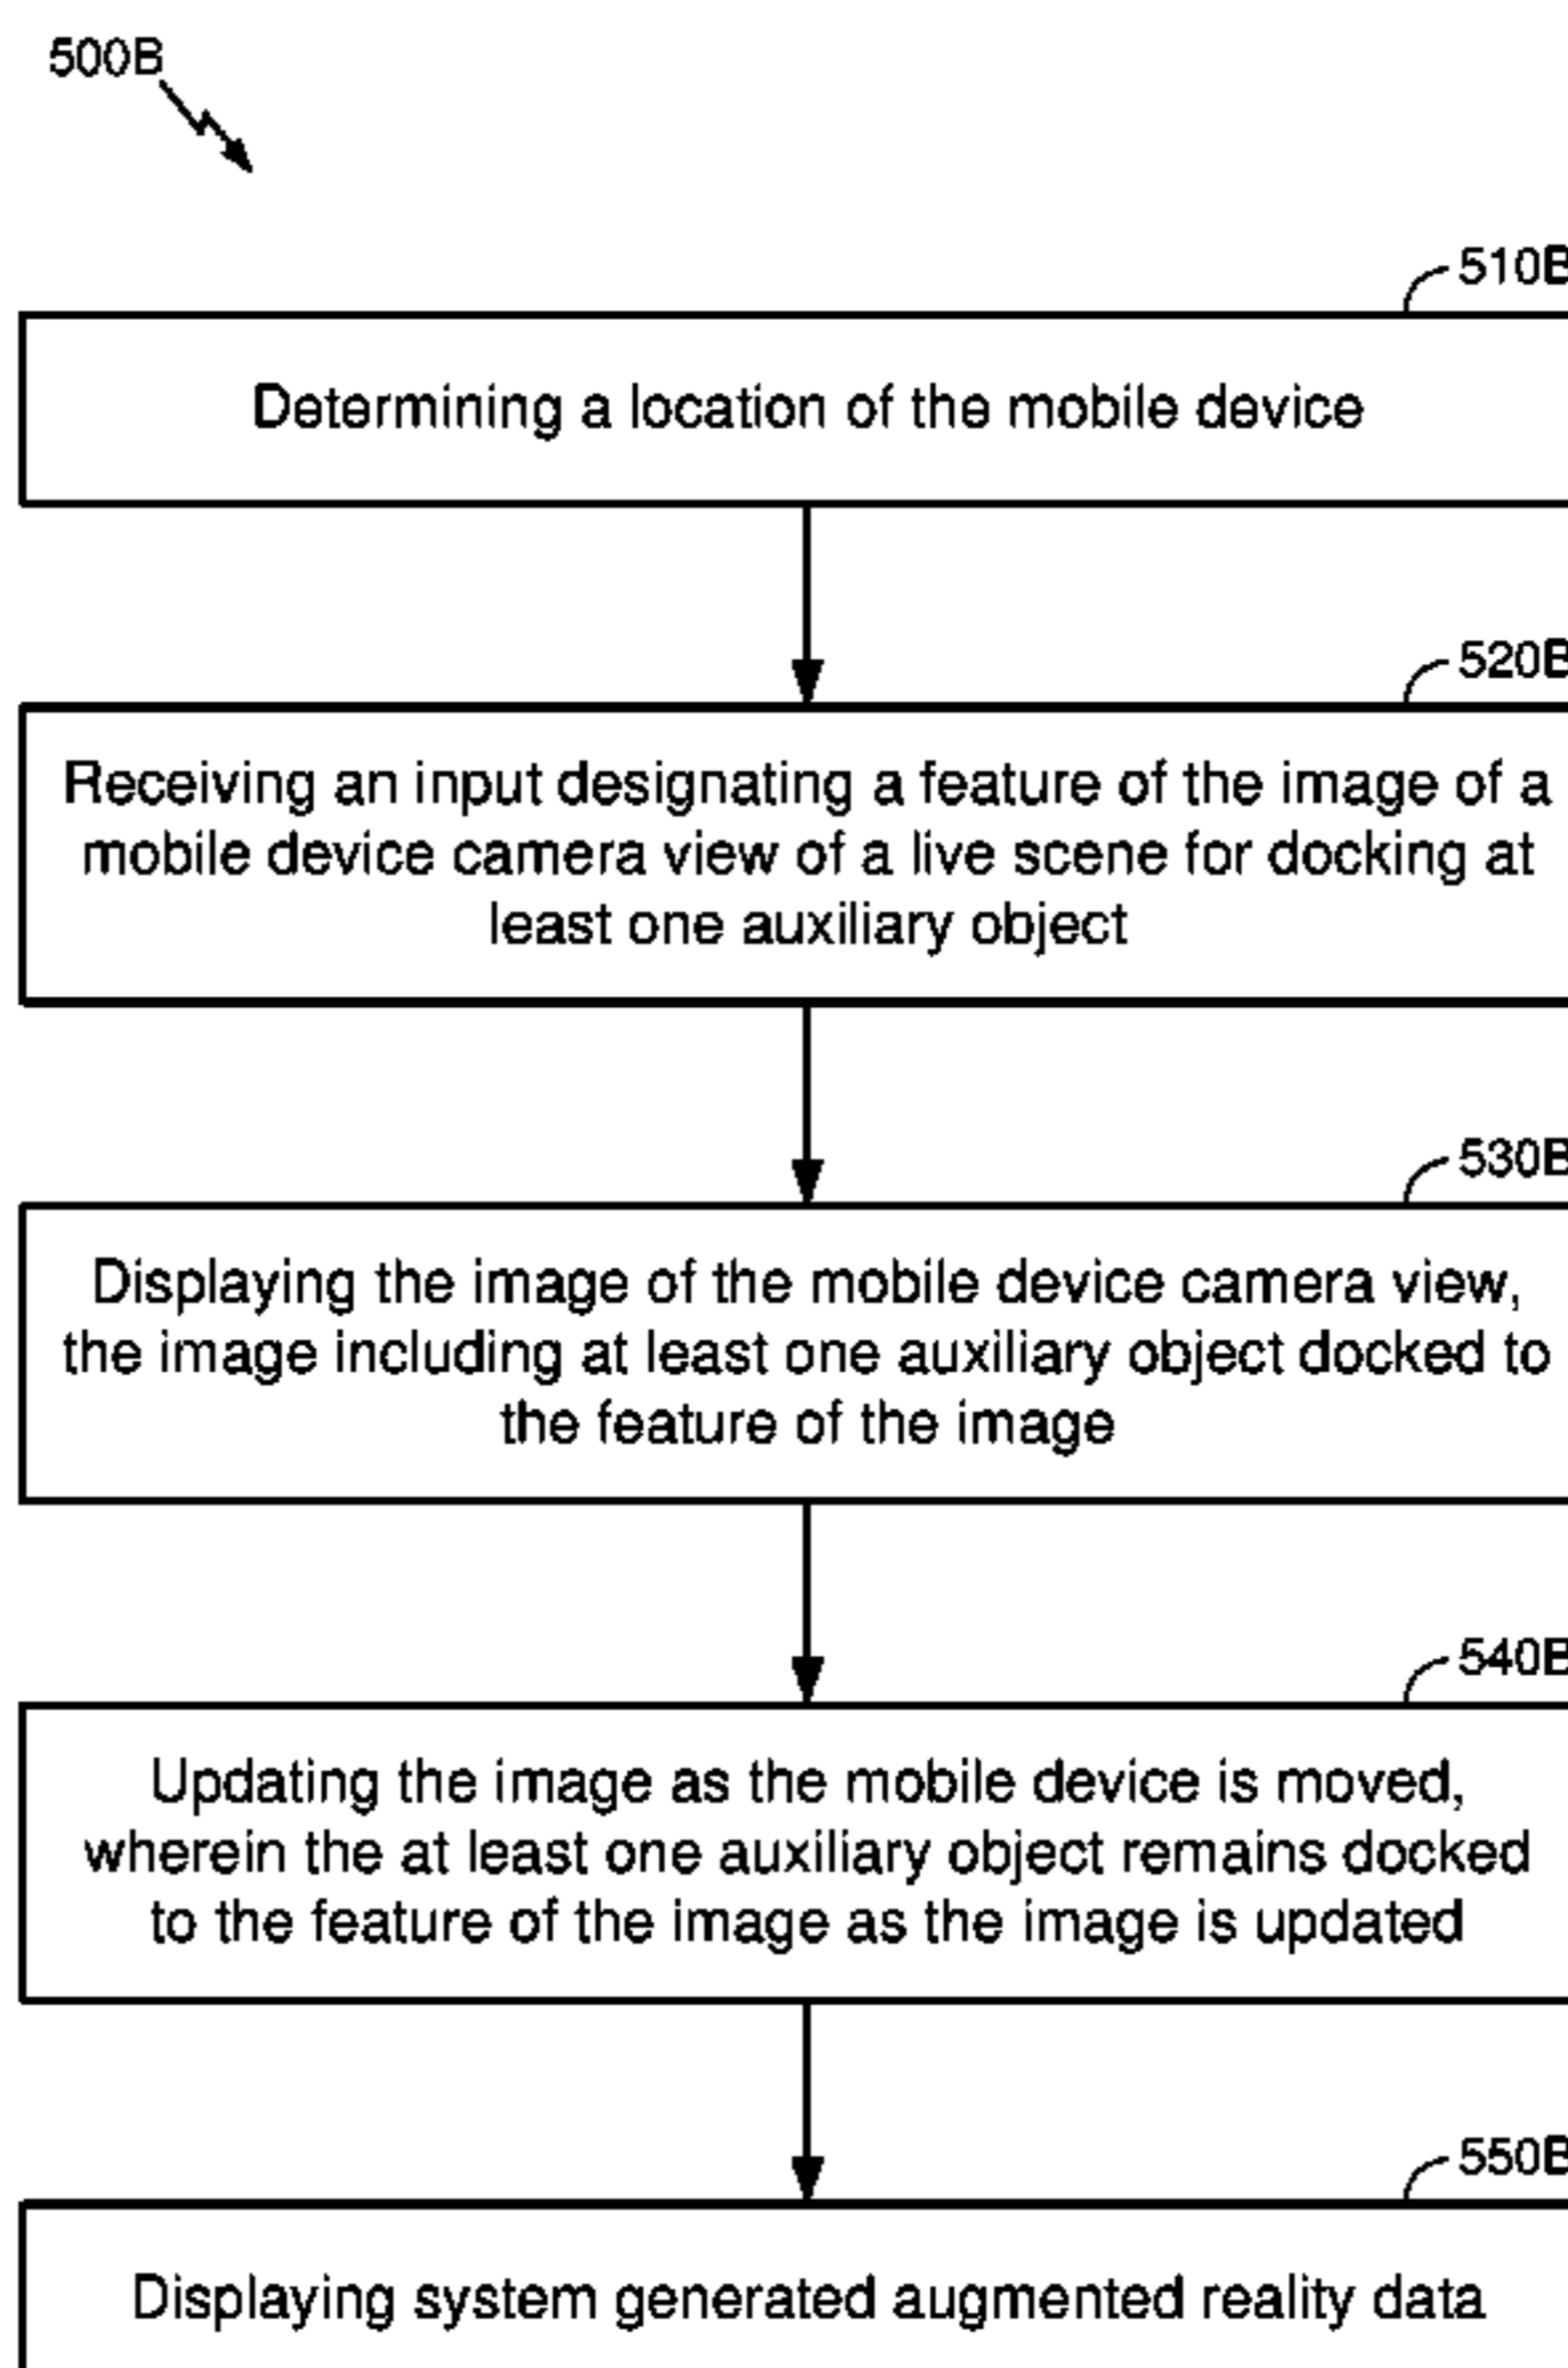 500B
510B
Determining a location of the mobile device
520B
Receiving an input designating a feature of the image of a
mobile device camera view of a live scene for docking at
least one auxiliary object
530B
Displaying the image of the mobile device camera view,
the image including at least one auxiliary object docked to
the feature of the image
540B
Updating the image as the mobile device is moved,
wherein the at least one auxiliary object remains docked
to the feature of the image as the image is updated
550B
Displaying system generated augmented reality data